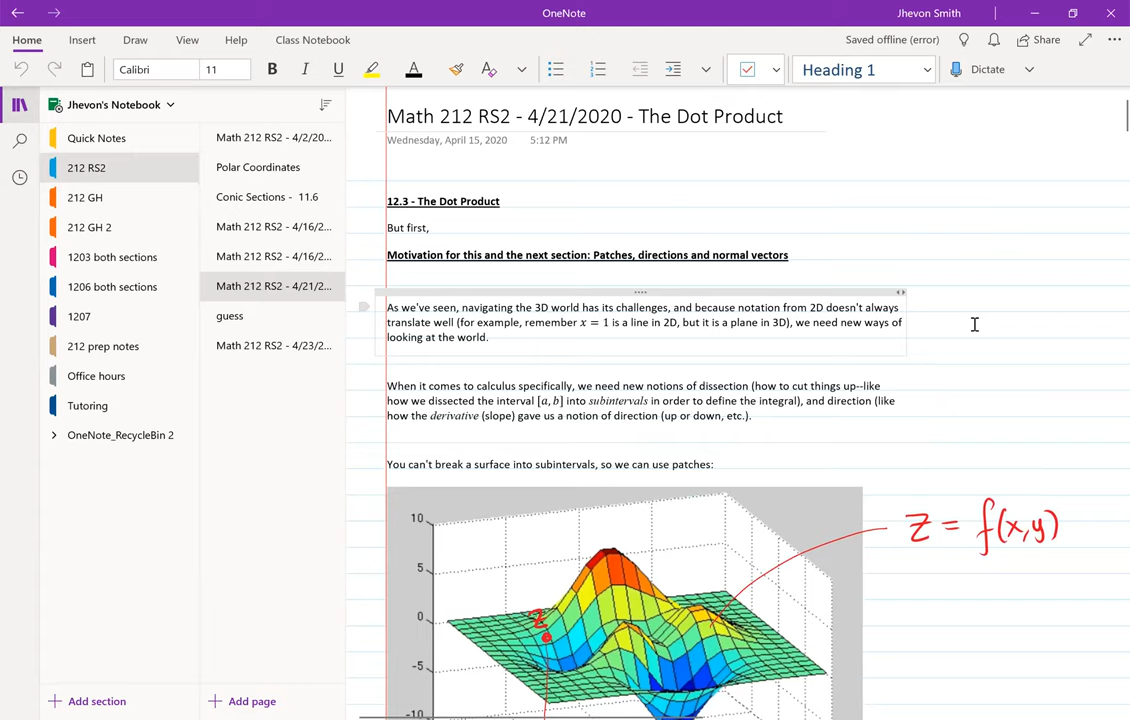 OneNote
Jhevon Smith
Home
Insert
Draw
View
Help
Class Notebook
Saved offline (error)
Share
Calibri
11
B
I
U
A
Heading 1
Dictate
Jhevon's Notebook
Quick Notes
212 RS2
212 GH
212 GH 2
1203 both sections
1206 both sections
1207
212 prep notes
Office hours
Tutoring
OneNote_RecycleBin 2
Add section
Math 212 RS2 - 4/2/20...
Polar Coordinates
Conic Sections - 11.6
Math 212 RS2 - 4/16/2...
Math 212 RS2 - 4/16/2...
Math 212 RS2 - 4/21/2...
guess
Math 212 RS2 - 4/23/2...
Add page
Math 212 RS2 - 4/21/2020 - The Dot Product
Wednesday, April 15, 2020 5:12 PM
12.3 - The Dot Product
But first,
Motivation for this and the next section: Patches, directions and normal vectors
As we've seen, navigating the 3D world has its challenges, and because notation from 2D doesn't always
translate well (for example, remember x = 1 is a line in 2D, but it is a plane in 3D), we need new ways of
looking at the world.
When it comes to calculus specifically, we need new notions of dissection (how to cut things up--like
how we dissected the interval [a, b] into subintervals in order to define the integral), and direction (like
how the derivative (slope) gave us a notion of direction (up or down, etc.).
You can't break a surface into subintervals, so we can use patches:
z = f(x,y)
10
5
0
-5
-10
z